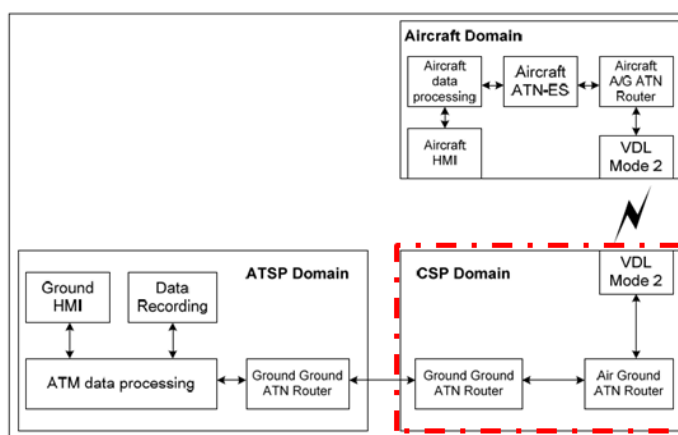 Aircraft Domain
Aircraft
data
processing
Aircraft
ATN-ES
Aircraft
A/G ATN
Router
Aircraft
HMI
VDL
Mode 2
ATSP Domain
Ground
HMI
Data
Recording
ATM data processing
Ground Ground
ATN Router
CSP Domain
VDL
Mode 2
Ground Ground
ATN Router
Air Ground
ATN Router